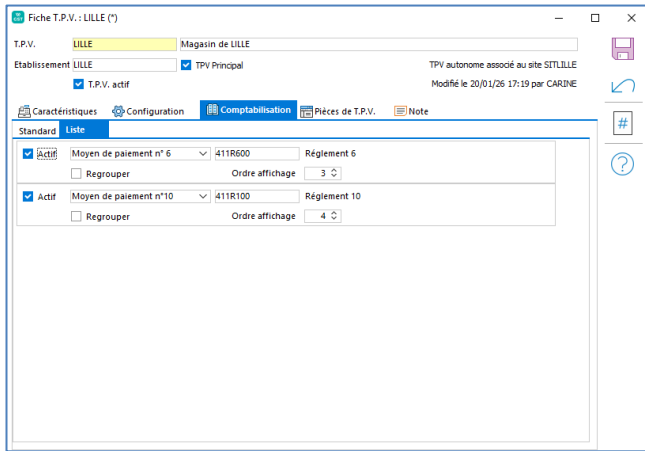 Fiche T.P.V. : LILLE (*)
T.P.V. LILLE Magasin de LILLE
Etablissement LILLE TPV Principal TPV autonome associé au site SITLILLE
T.P.V. actif Modifié le 20/01/26 17:19 par CARINE
Caractéristiques Configuration Comptabilisation Pièces de T.P.V. Note
Standard Liste
Actif Moyen de paiement n° 6 411R600 Réglement 6
Regrouper Ordre affichage 3
Actif Moyen de paiement n°10 411R100 Réglement 10
Regrouper Ordre affichage 4